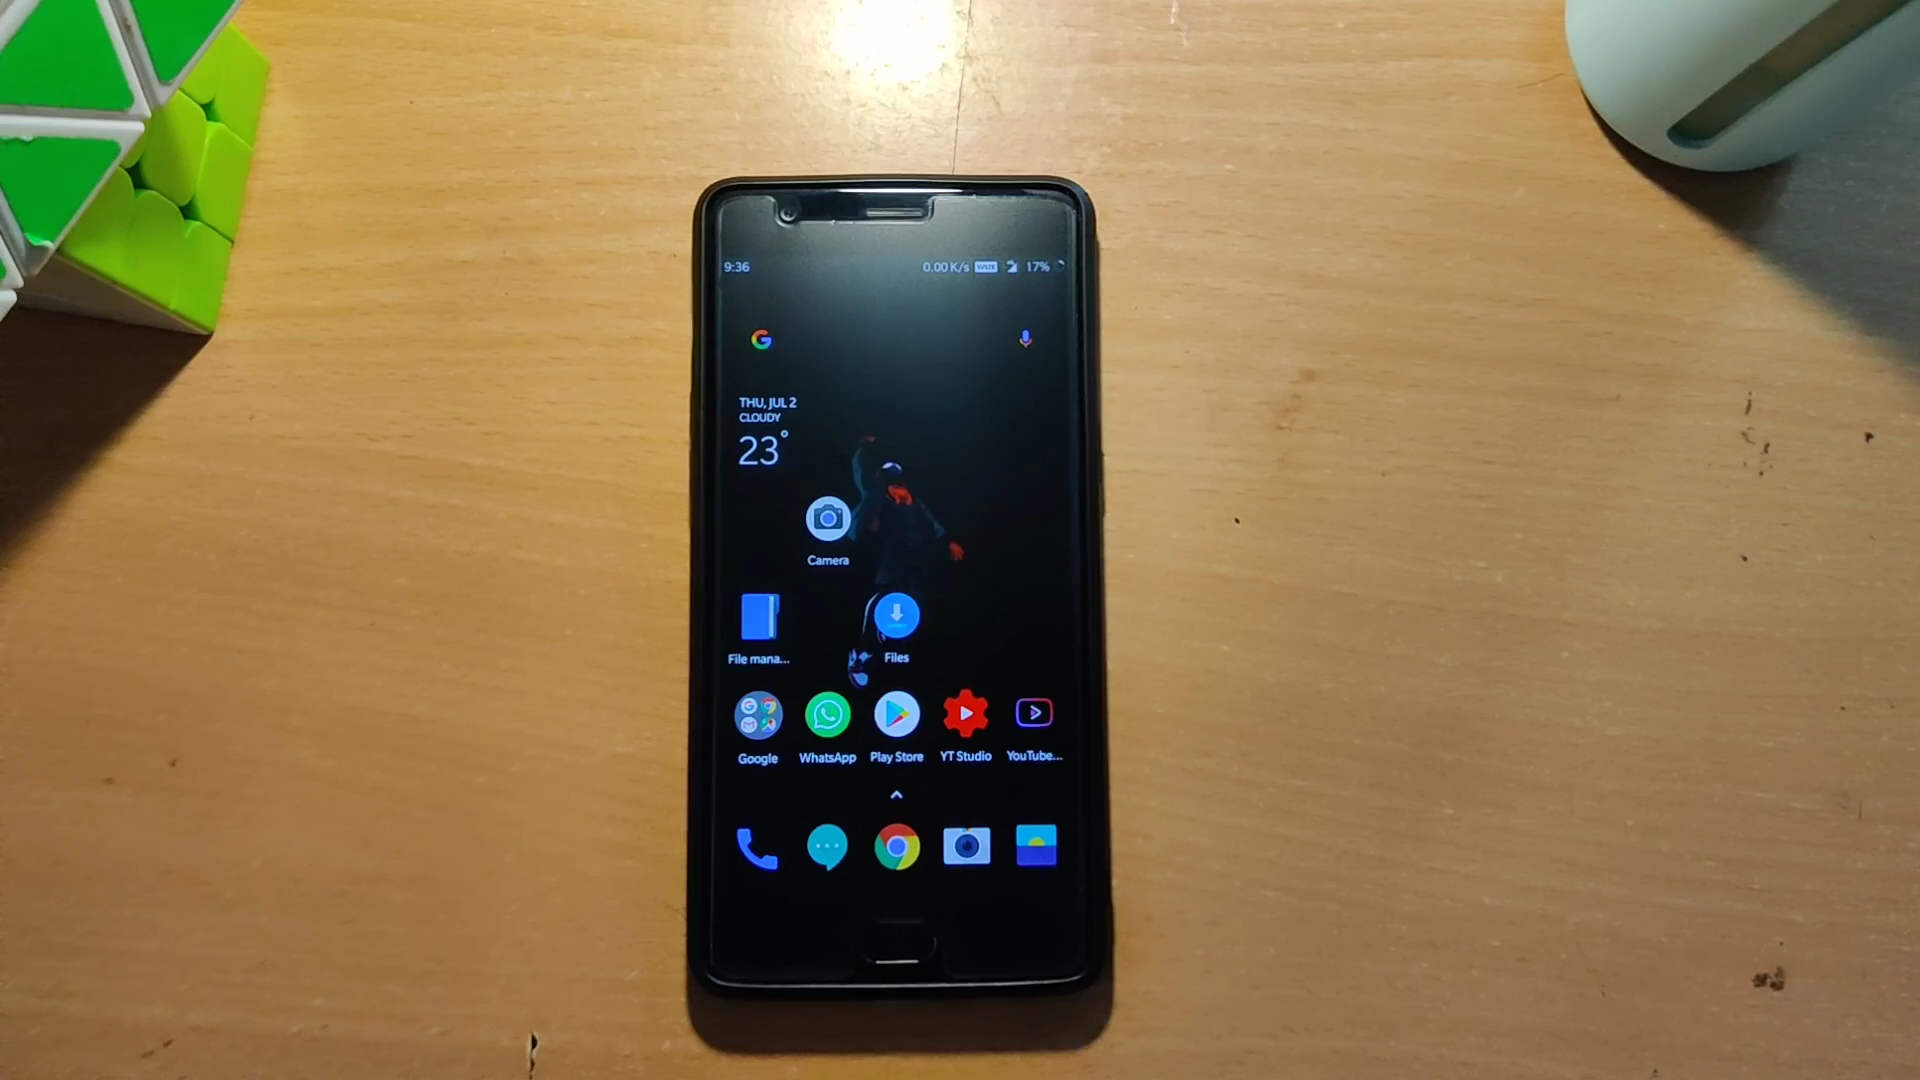 9:36 0.00 K/s VoLTE 17%
THU, JUL 2
CLOUDY
23°
Camera
File mana... Files
Google WhatsApp Play Store YT Studio YouTube...